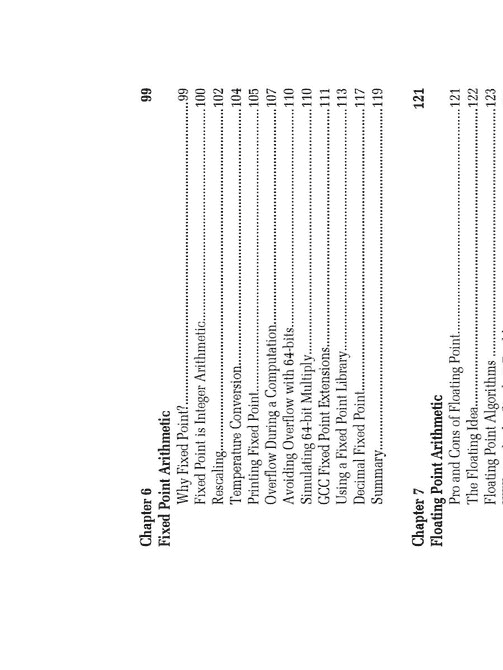 Chapter 6 99
Fixed Point Arithmetic
Why Fixed Point?.....99
Fixed Point is Integer Arithmetic.....100
Rescaling.....102
Temperature Conversion.....104
Printing Fixed Point.....105
Overflow During a Computation.....107
Avoiding Overflow with 64-bits.....110
Simulating 64-bit Multiply.....110
GCC Fixed Point Extensions.....111
Using a Fixed Point Library.....113
Decimal Fixed Point.....117
Summary.....119
Chapter 7 121
Floating Point Arithmetic
Pro and Cons of Floating Point.....121
The Floating Idea.....122
Floating Point Algorithms.....123